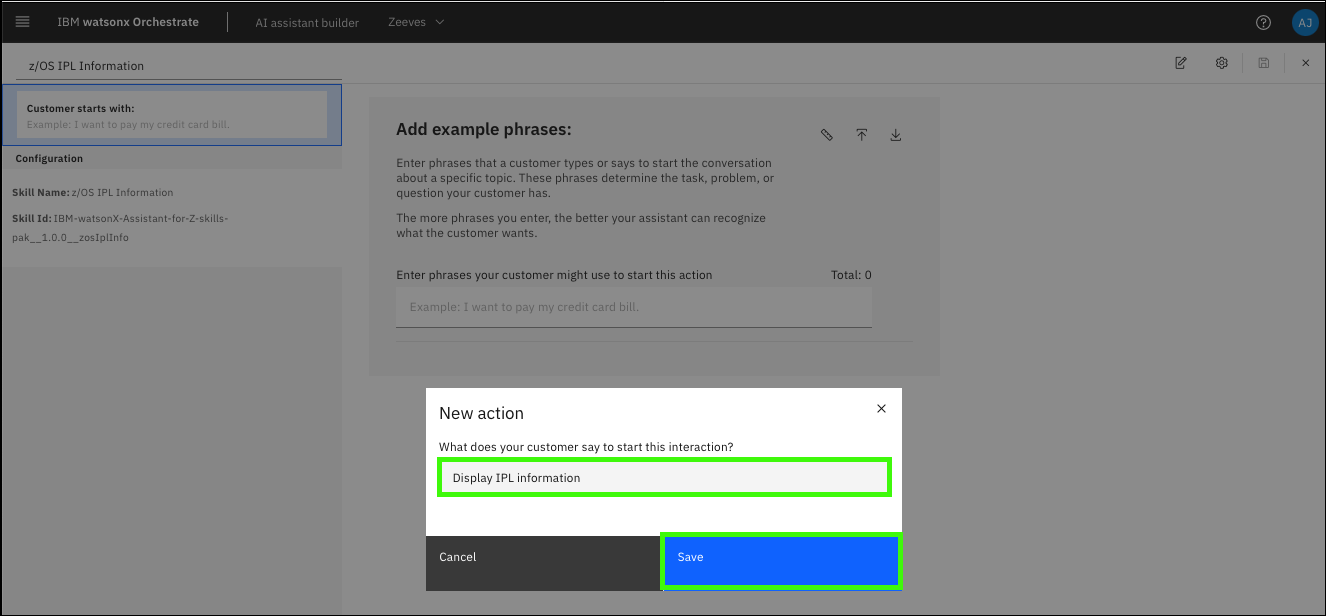 IBM watsonx Orchestrate
AI assistant builder
Zeeves
AJ
z/OS IPL Information
Customer starts with:
Example: I want to pay my credit card bill.
Configuration
Skill Name: z/OS IPL Information
Skill Id: IBM-watsonX-Assistant-for-Z-skills-
pak__1.0.0__zosIplInfo
Add example phrases:
Enter phrases that a customer types or says to start the conversation
about a specific topic. These phrases determine the task, problem, or
question your customer has.
The more phrases you enter, the better your assistant can recognize
what the customer wants.
Enter phrases your customer might use to start this action
Total: 0
Example: I want to pay my credit card bill.
New action
What does your customer say to start this interaction?
Display IPL information
Cancel
Save